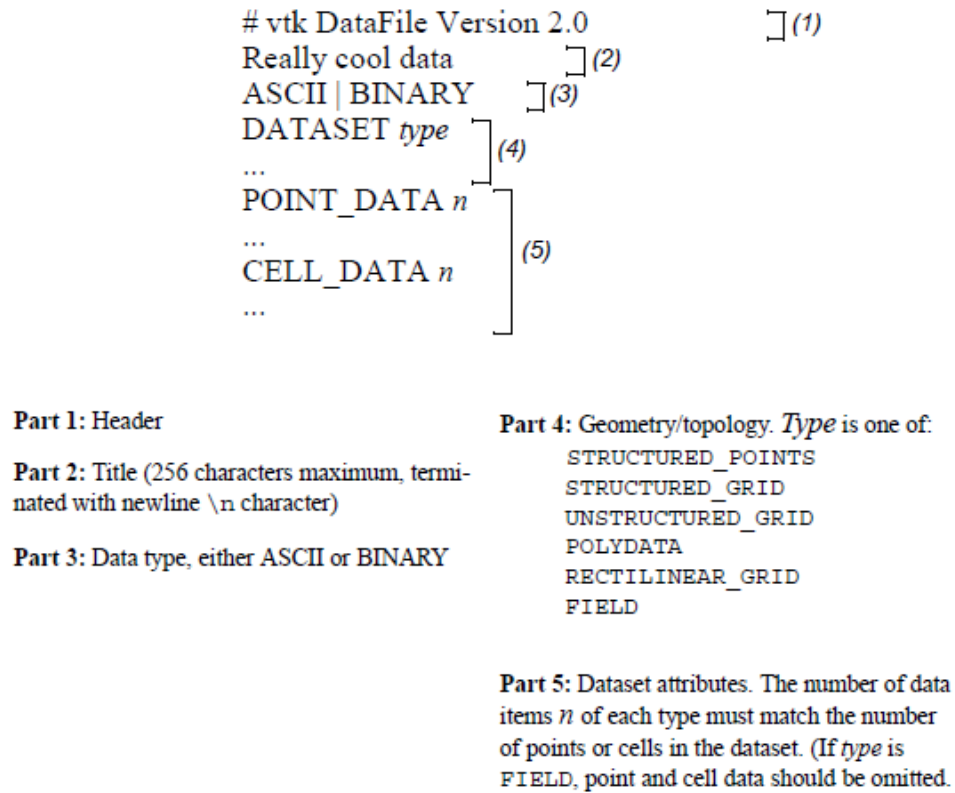 # vtk DataFile Version 2.0 (1)
Really cool data (2)
ASCII | BINARY (3)
DATASET type
(4)
...
POINT_DATA n
...
(5)
CELL_DATA n
...
Part 1: Header
Part 2: Title (256 characters maximum, termi-
nated with newline \n character)
Part 3: Data type, either ASCII or BINARY
Part 4: Geometry/topology. Type is one of:
STRUCTURED_POINTS
STRUCTURED_GRID
UNSTRUCTURED_GRID
POLYDATA
RECTILINEAR_GRID
FIELD
Part 5: Dataset attributes. The number of data
items n of each type must match the number
of points or cells in the dataset. (If type is
FIELD, point and cell data should be omitted.